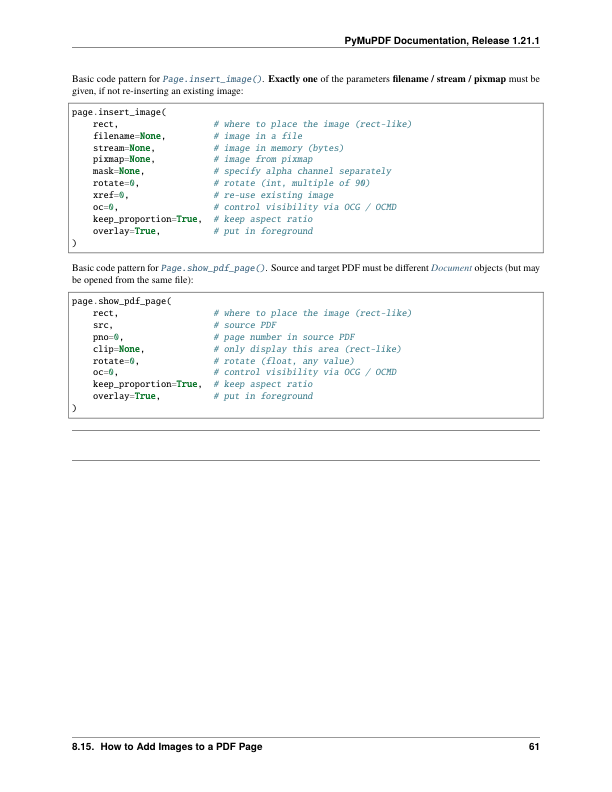 PyMuPDF Documentation, Release 1.21.1
Basic code pattern for Page.insert_image(). Exactly one of the parameters filename / stream / pixmap must be
given, if not re-inserting an existing image:
page.insert_image(
    rect,                  # where to place the image (rect-like)
    filename=None,         # image in a file
    stream=None,           # image in memory (bytes)
    pixmap=None,           # image from pixmap
    mask=None,             # specify alpha channel separately
    rotate=0,              # rotate (int, multiple of 90)
    xref=0,                # re-use existing image
    oc=0,                  # control visibility via OCG / OCMD
    keep_proportion=True,  # keep aspect ratio
    overlay=True,          # put in foreground
)
Basic code pattern for Page.show_pdf_page(). Source and target PDF must be different Document objects (but may
be opened from the same file):
page.show_pdf_page(
    rect,                  # where to place the image (rect-like)
    src,                   # source PDF
    pno=0,                 # page number in source PDF
    clip=None,             # only display this area (rect-like)
    rotate=0,              # rotate (float, any value)
    oc=0,                  # control visibility via OCG / OCMD
    keep_proportion=True,  # keep aspect ratio
    overlay=True,          # put in foreground
)
8.15. How to Add Images to a PDF Page 61